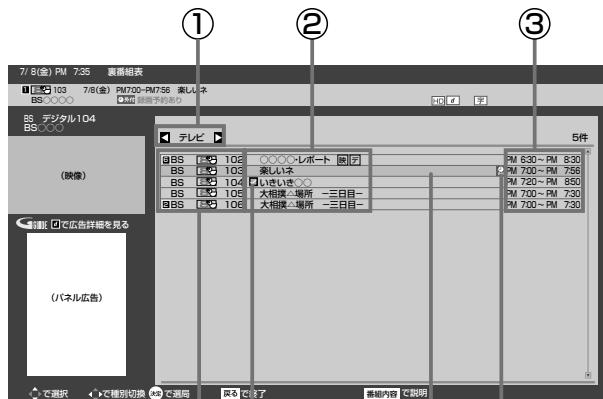 ① ② ③
7/ 8(金) PM 7:35 裏番組表
1 103 7/8(金) PM7:00-PM7:56 楽しいネ
BS○○○○ 録画予約あり HD d 字
BS デジタル104
BS○○○
テレビ 5件
(映像)
BS 102 ○○○○・レポート 映 デ PM 6:30～PM 8:30
BS 103 楽しいネ PM 7:00～PM 7:56
BS 104 いきいき○○ PM 7:20～PM 8:50
BS 105 大相撲△場所 －三日目－ PM 7:00～PM 7:30
BS 106 大相撲△場所 －三日目－ PM 7:00～PM 7:30
GGUIDE dで広告詳細を見る
(パネル広告)
で選択 で種別切換 決定 で選局 戻る で終了 番組内容 で説明